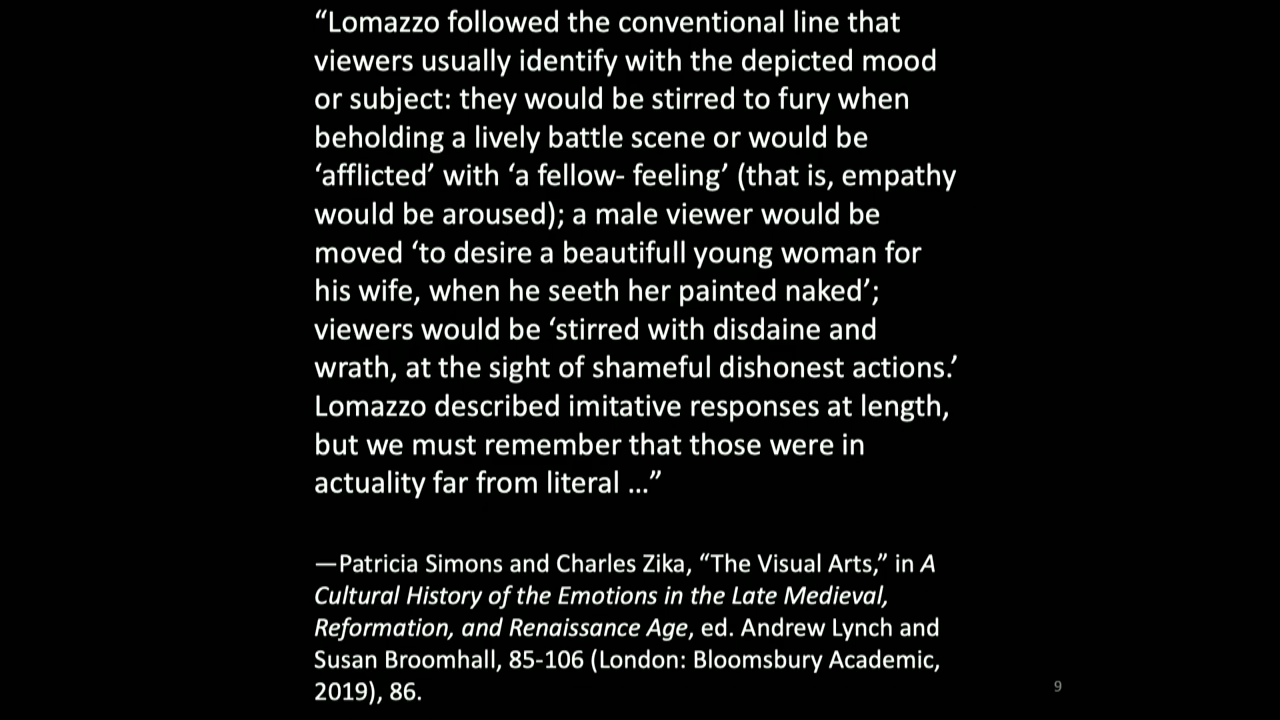 “Lomazzo followed the conventional line that
viewers usually identify with the depicted mood
or subject: they would be stirred to fury when
beholding a lively battle scene or would be
‘afflicted’ with ‘a fellow- feeling’ (that is, empathy
would be aroused); a male viewer would be
moved ‘to desire a beautifull young woman for
his wife, when he seeth her painted naked’;
viewers would be ‘stirred with disdaine and
wrath, at the sight of shameful dishonest actions.’
Lomazzo described imitative responses at length,
but we must remember that those were in
actuality far from literal …”
—Patricia Simons and Charles Zika, “The Visual Arts,” in A
Cultural History of the Emotions in the Late Medieval,
Reformation, and Renaissance Age, ed. Andrew Lynch and
Susan Broomhall, 85-106 (London: Bloomsbury Academic,
2019), 86.
9